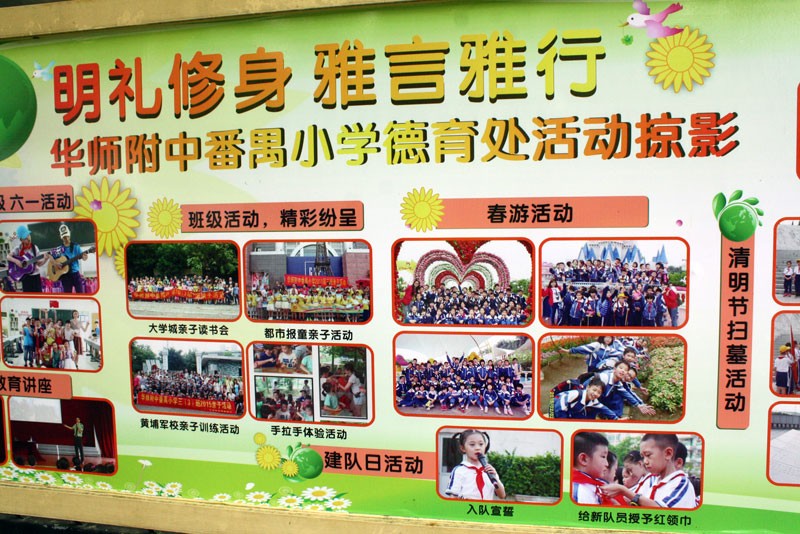 明礼修身 雅言雅行
华师附中番禺小学德育处活动掠影
六一活动
班级活动，精彩纷呈
春游活动
清明节扫墓活动
大学城亲子读书会
都市报童亲子活动
教育讲座
黄埔军校亲子训练活动
手拉手体验活动
建队日活动
入队宣誓
给新队员授予红领巾